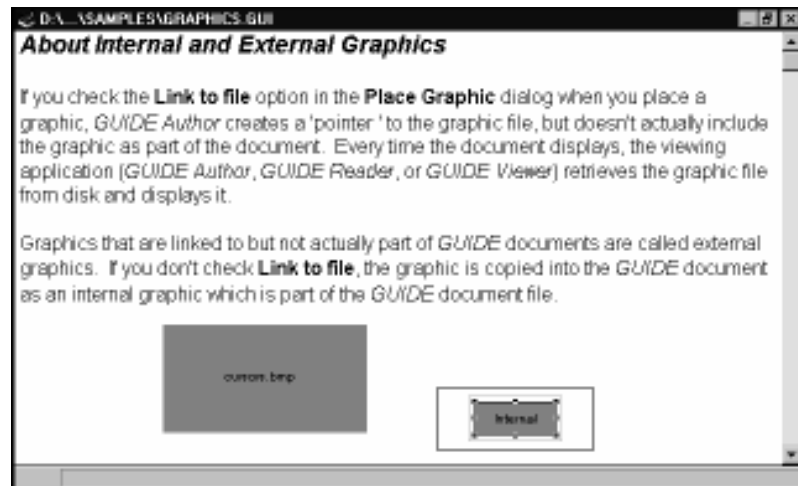 D:\...\SAMPLES\GRAPHICS.GUI
About Internal and External Graphics
If you check the Link to file option in the Place Graphic dialog when you place a
graphic, GUIDE Author creates a 'pointer ' to the graphic file, but doesn't actually include
the graphic as part of the document. Every time the document displays, the viewing
application (GUIDE Author, GUIDE Reader, or GUIDE Viewer) retrieves the graphic file
from disk and displays it.
Graphics that are linked to but not actually part of GUIDE documents are called external
graphics. If you don't check Link to file, the graphic is copied into the GUIDE document
as an internal graphic which is part of the GUIDE document file.
Internal